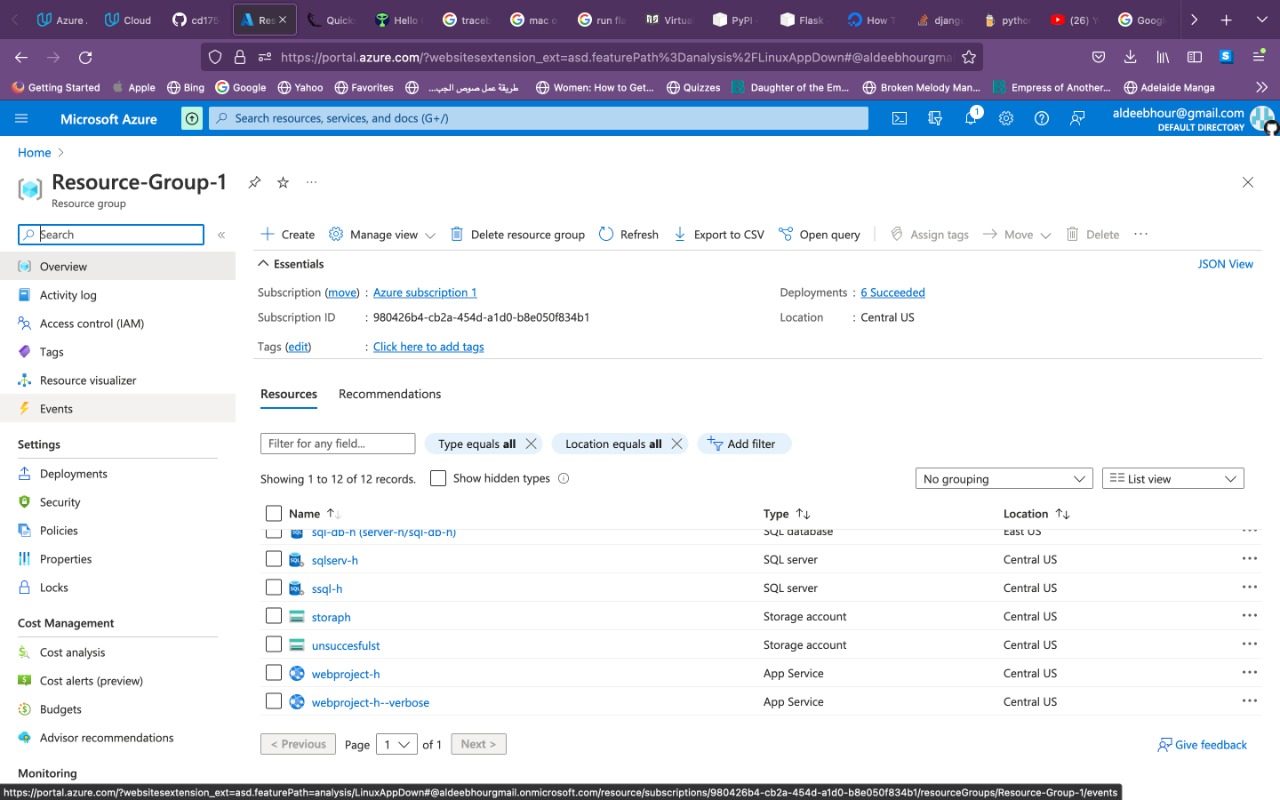 Azure
Cloud
cd175
Res
Quick
Hello
traceb
mac o
run fla
Virtua
PyPI
Flask
How T
djang
python
(26) Y
Googl
https://portal.azure.com/?websitesextension_ext=asd.featurePath%3Danalysis%2FLinuxAppDown#@aldeebhourgma
Getting Started
Apple
Bing
Google
Yahoo
Favorites
طريقة عمل صوص الجب...
Women: How to Get...
Quizzes
Daughter of the Em...
Broken Melody Man...
Empress of Another...
Adelaide Manga
Microsoft Azure
Search resources, services, and docs (G+/)
1
aldeebhour@gmail.com
DEFAULT DIRECTORY
Home
Resource-Group-1
Resource group
Search
Create
Manage view
Delete resource group
Refresh
Export to CSV
Open query
Assign tags
Move
Delete
Overview
Activity log
Access control (IAM)
Tags
Resource visualizer
Events
Settings
Deployments
Security
Policies
Properties
Locks
Cost Management
Cost analysis
Cost alerts (preview)
Budgets
Advisor recommendations
Monitoring
Essentials
JSON View
Subscription (move) : Azure subscription 1
Deployments : 6 Succeeded
Subscription ID : 980426b4-cb2a-454d-a1d0-b8e050f834b1
Location : Central US
Tags (edit) : Click here to add tags
Resources
Recommendations
Filter for any field...
Type equals all
Location equals all
Add filter
Showing 1 to 12 of 12 records.
Show hidden types
No grouping
List view
Name Type Location
sql-db-h (server-h/sql-db-h) SQL database East US
sqlserv-h SQL server Central US
ssql-h SQL server Central US
storaph Storage account Central US
unsuccesfulst Storage account Central US
webproject-h App Service Central US
webproject-h--verbose App Service Central US
< Previous Page 1 of 1 Next >
Give feedback
https://portal.azure.com/?websitesextension_ext=asd.featurePath=analysis/LinuxAppDown#@aldeebhourgmail.onmicrosoft.com/resource/subscriptions/980426b4-cb2a-454d-a1d0-b8e050f834b1/resourceGroups/Resource-Group-1/events